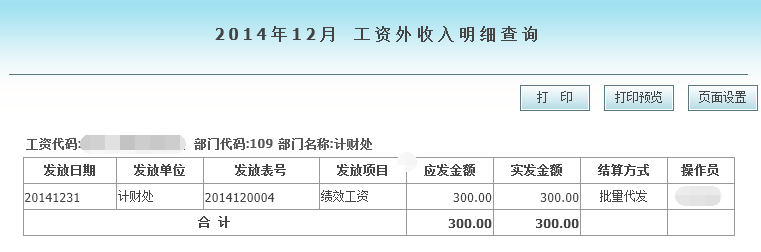 2014年12月 工资外收入明细查询
打 印 打印预览 页面设置
工资代码: 部门代码:109 部门名称:计财处
发放日期 发放单位 发放表号 发放项目 应发金额 实发金额 结算方式 操作员
20141231 计财处 2014120004 绩效工资 300.00 300.00 批量代发
合 计 300.00 300.00